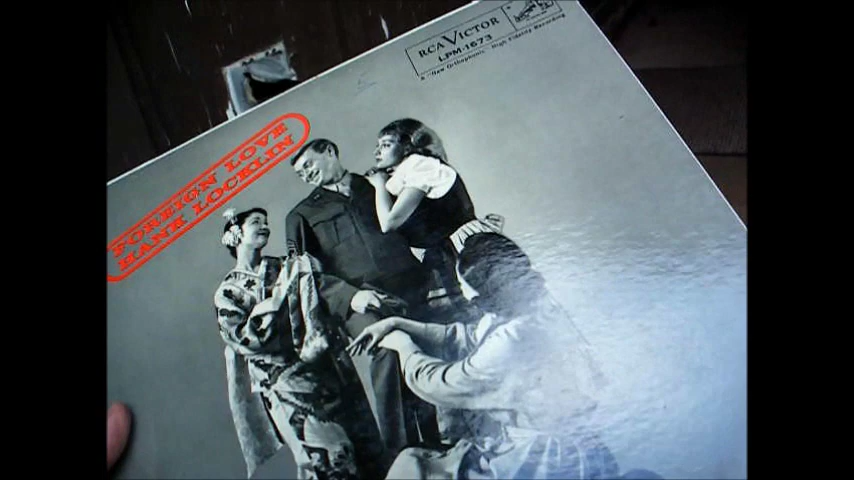 RCA VICTOR
LPM-1673
A "New Orthophonic" High Fidelity Recording
FOREIGN LOVE
HANK LOCKLIN